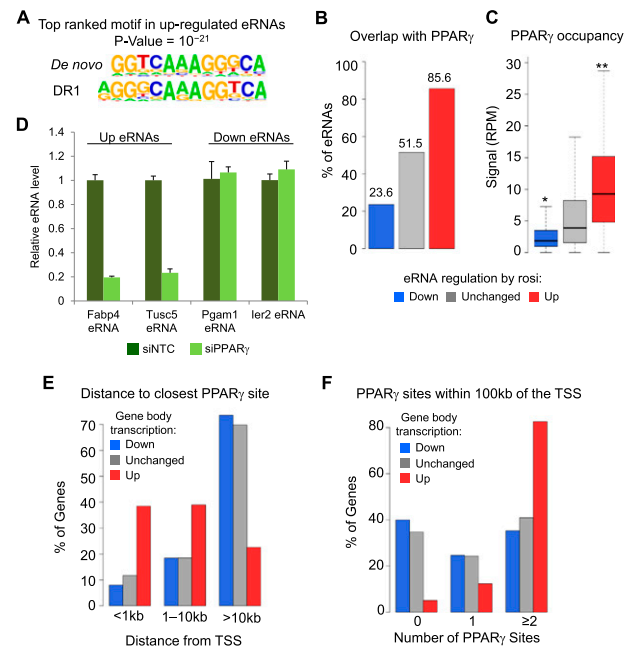 A
Top ranked motif in up-regulated eRNAs
P-Value = 10⁻²¹
De novo
GGTCAAAGGGCA
DR1
AGGGCAAAGGTCA
B
Overlap with PPARγ
% of eRNAs
100
80
60
40
20
0
23.6
51.5
85.6
C
PPARγ occupancy
Signal (RPM)
30
25
20
15
10
5
0
*
**
eRNA regulation by rosi:
Down
Unchanged
Up
D
Up eRNAs
Down eRNAs
Relative eRNA level
1.4
1.2
1
0.8
0.6
0.4
0.2
0
Fabp4 eRNA
Tusc5 eRNA
Pgam1 eRNA
Ier2 eRNA
siNTC
siPPARγ
E
Distance to closest PPARγ site
Gene body
transcription:
Down
Unchanged
Up
% of Genes
70
60
50
40
30
20
10
0
<1kb
1–10kb
>10kb
Distance from TSS
F
PPARγ sites within 100kb of the TSS
Gene body
transcription:
Down
Unchanged
Up
% of Genes
80
60
40
20
0
0
1
≥2
Number of PPARγ Sites